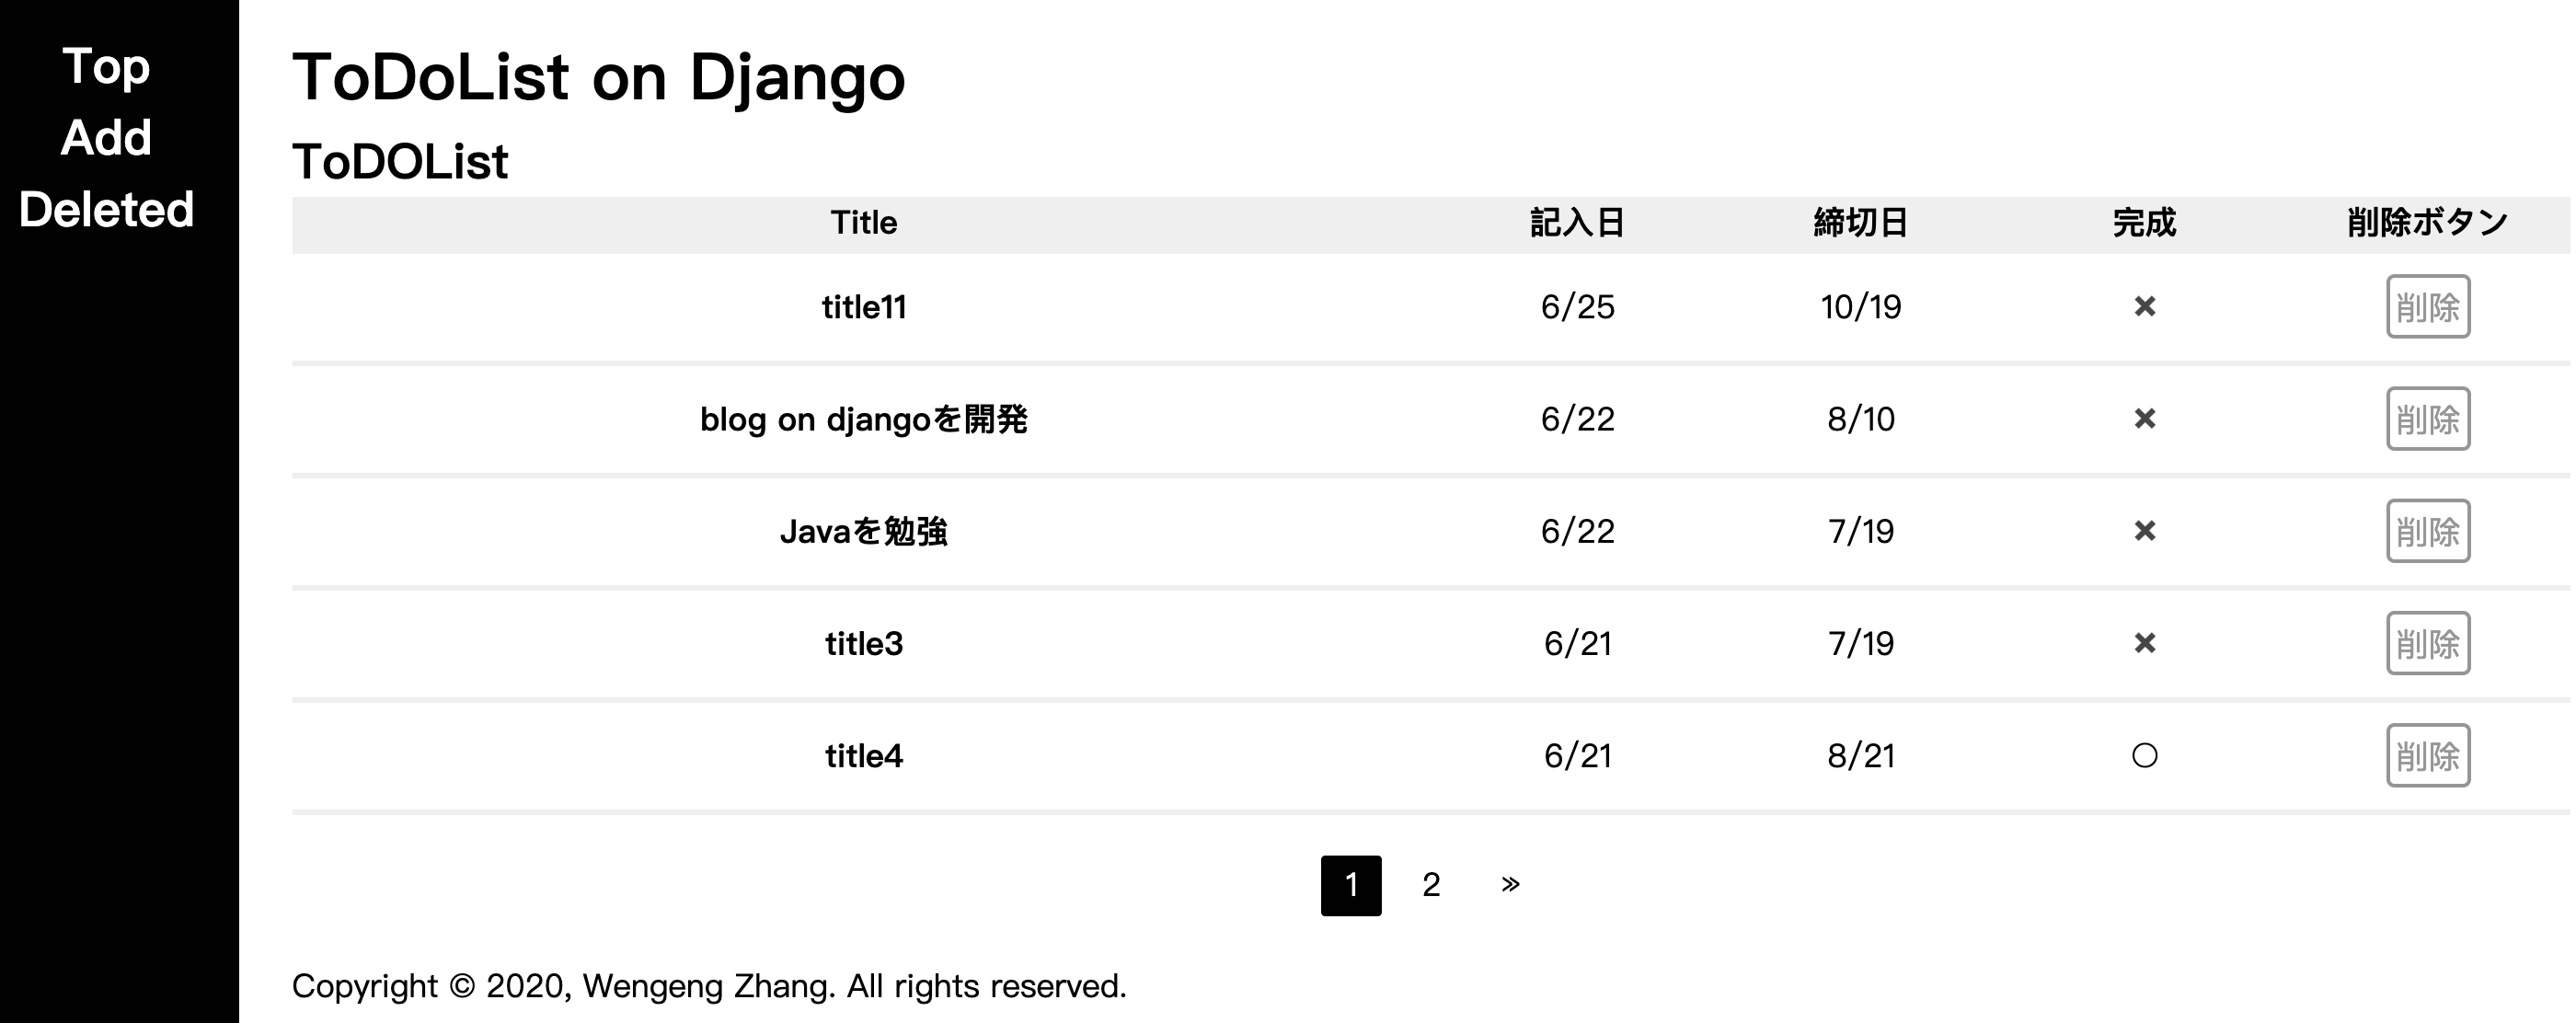 Top
Add
Deleted
ToDoList on Django
ToDOList
Title 記入日 締切日 完成 削除ボタン
title11 6/25 10/19 ✖ 削除
blog on djangoを開発 6/22 8/10 ✖ 削除
Javaを勉強 6/22 7/19 ✖ 削除
title3 6/21 7/19 ✖ 削除
title4 6/21 8/21 ○ 削除
1 2 »
Copyright © 2020, Wengeng Zhang. All rights reserved.